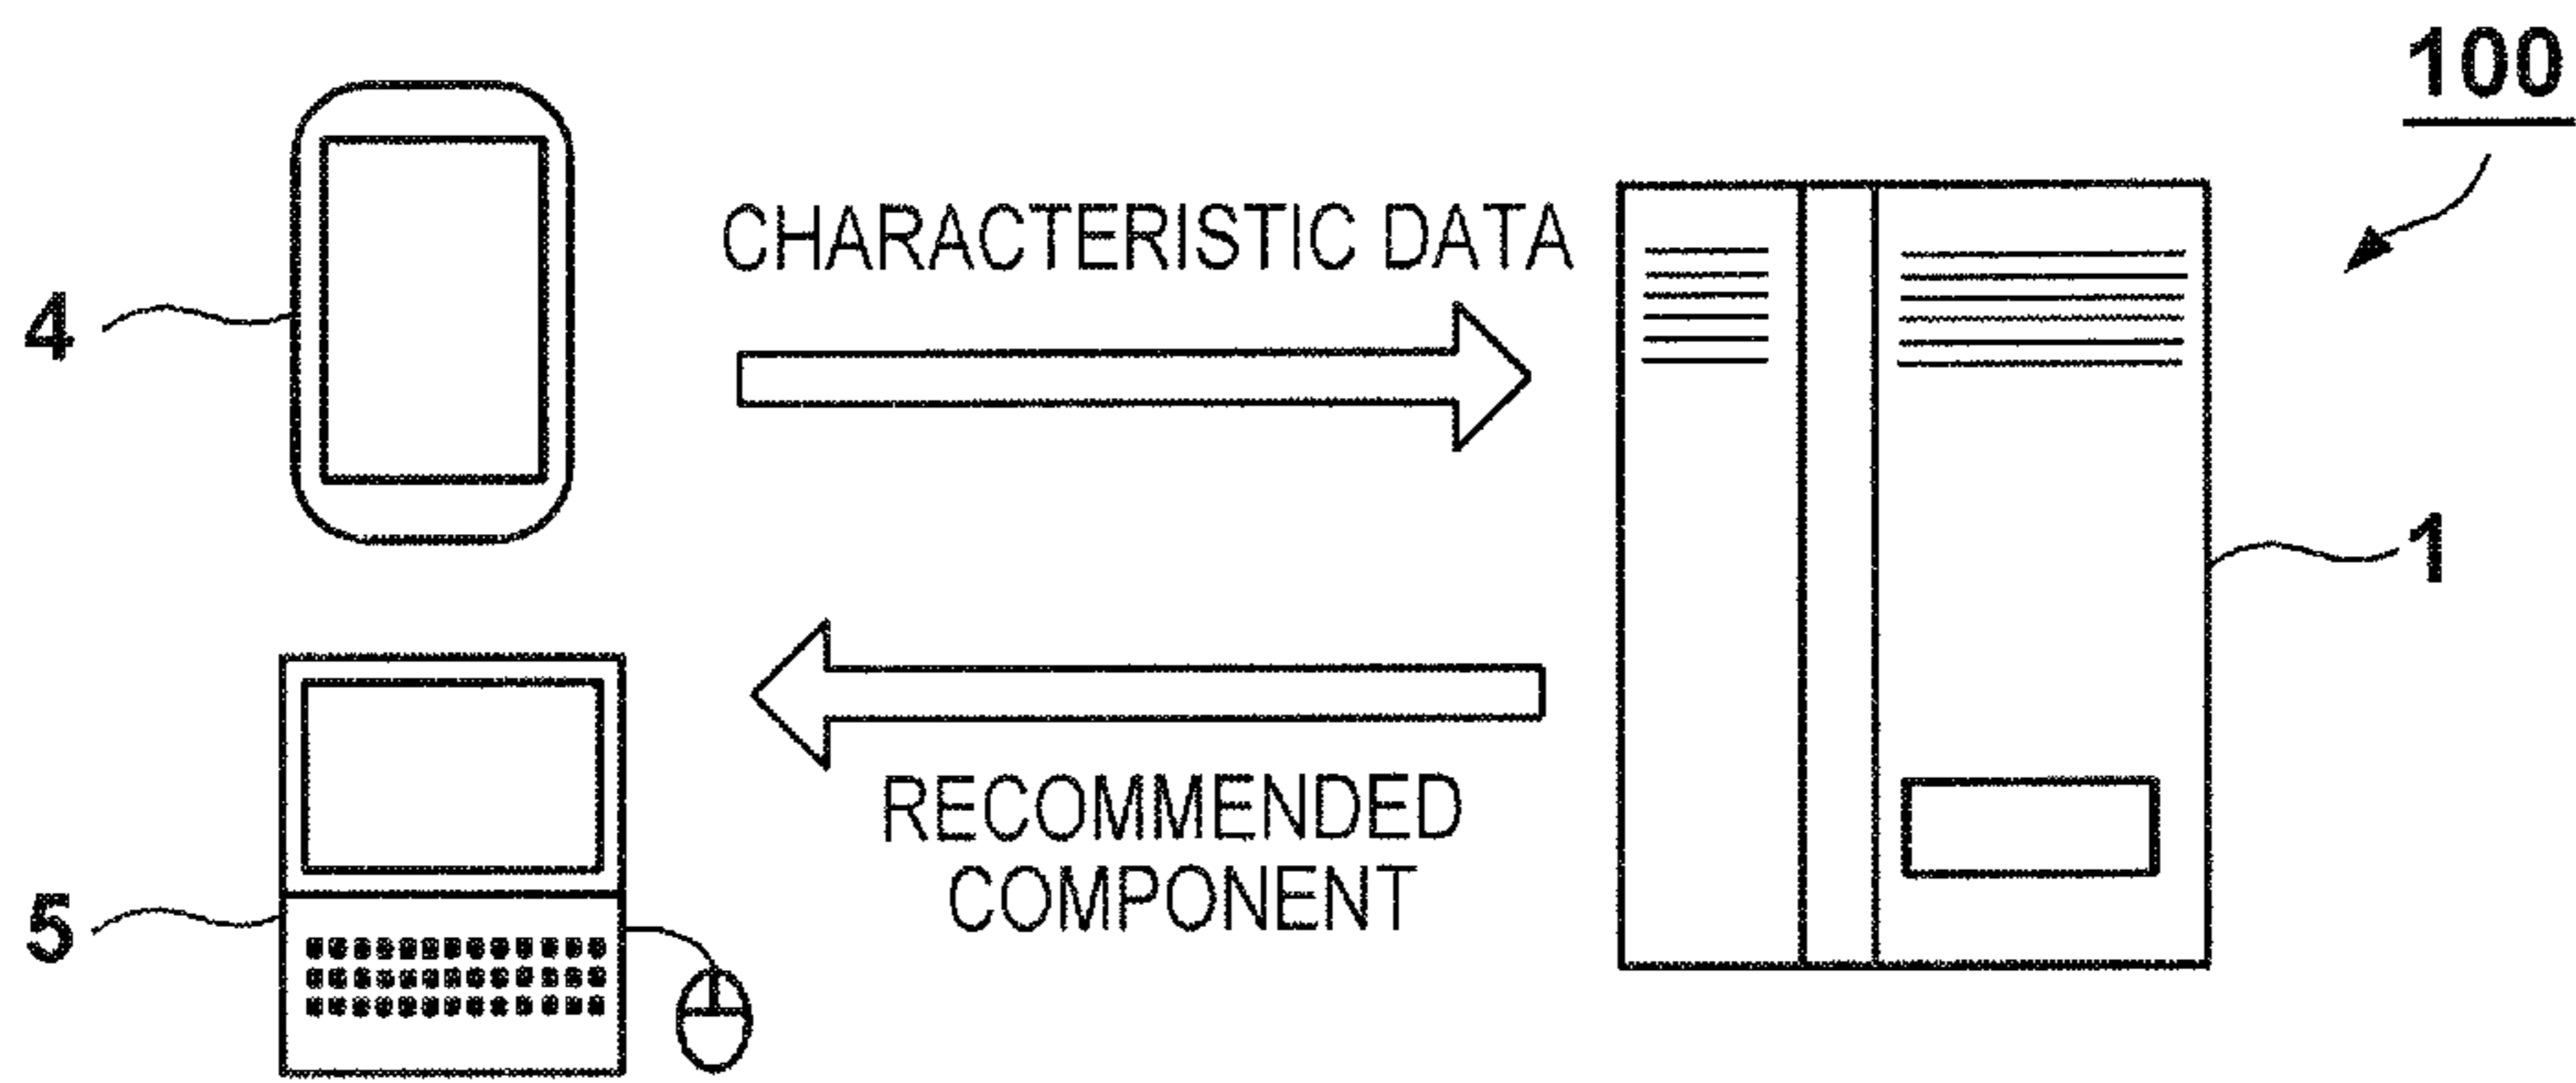 100
CHARACTERISTIC DATA
4
1
RECOMMENDED
COMPONENT
5